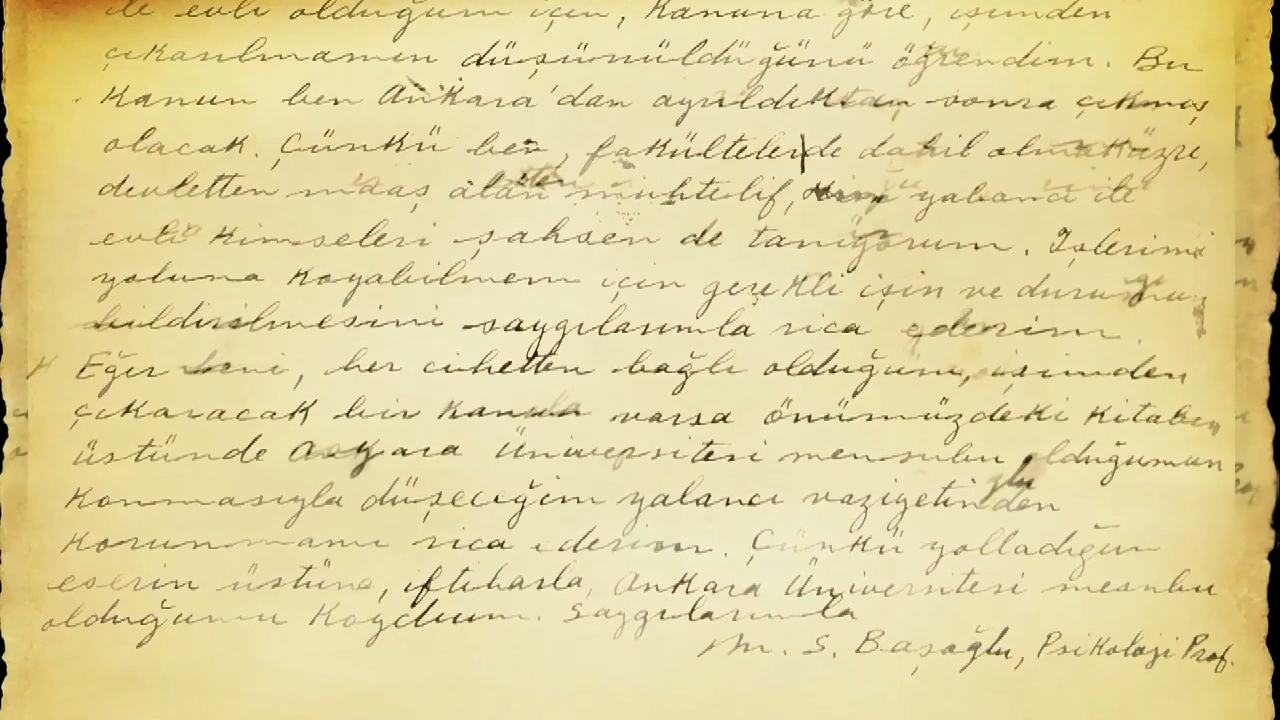 ile evli olduğum için, kanuna göre, işimden
çıkarılmamın düşünüldüğünü öğrendim. Bu
kanun ben Ankara'dan ayrıldıktan sonra çıkmış
olacak. Çünkü ben, fakültelerde dahil olmak üzre,
devletten maaş alan muhtelif, yabancı ile
evli kimseleri şahsen de tanıyorum. İşlerimi
yoluna koyabilmem için gerekli işin ve durumun
bildirilmesini saygılarımla rica ederim.
Eğer beni, her cihetten bağlı olduğum, işimden
çıkaracak bir kanun varsa önümüzdeki kitabın
üstünde Ankara Üniversitesi mensubu olduğumun
konmasıyla düşeceğim yalancı vaziyetinden
korunmamı rica ederim. Çünkü yolladığım
eserin üstüne, iftiharla, Ankara Üniversitesi mensubu
olduğumu koydum. Saygılarımla
M. S. Başoğlu, Psikoloji Prof.